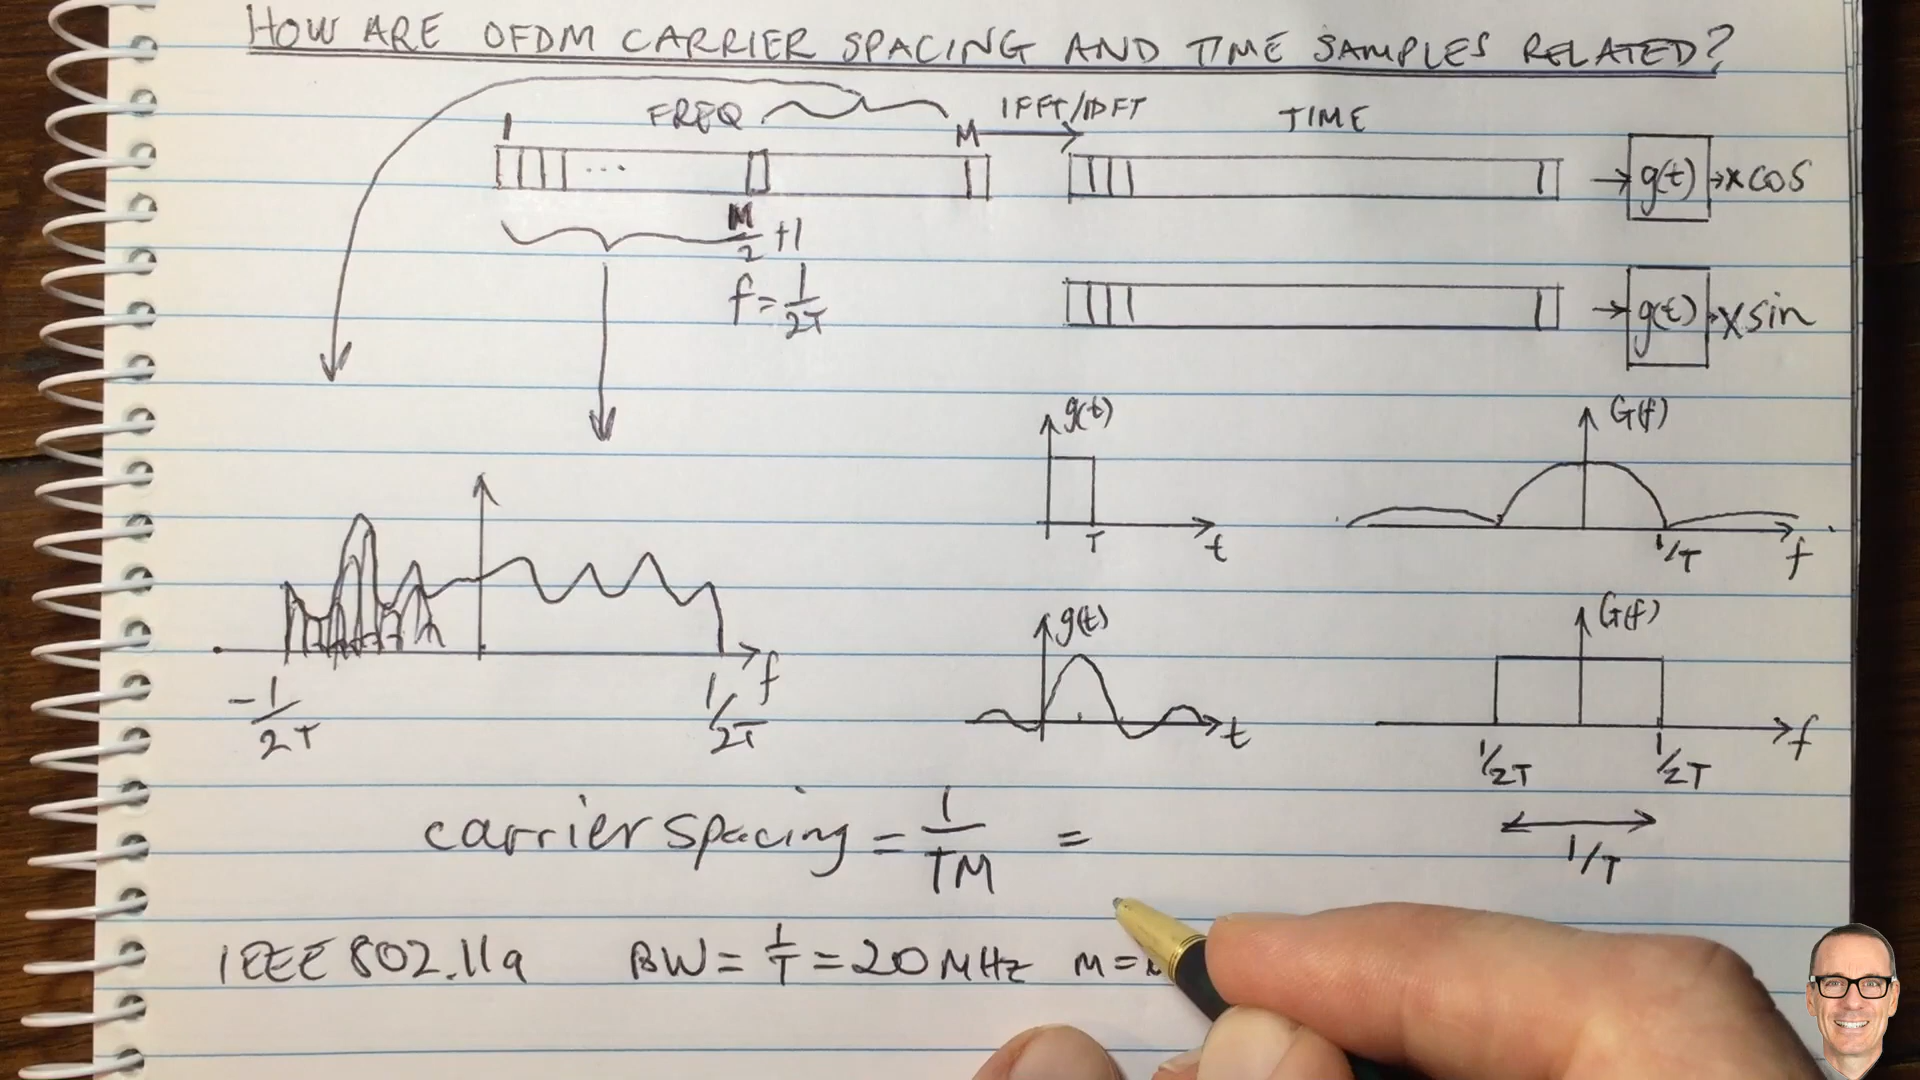 HOW ARE OFDM CARRIER SPACING AND TIME SAMPLES RELATED?
FREQ IFFT/IDFT TIME
1 M
... g(t) x cos
M/2 + 1
f = 1/2T
g(t) x sin
g(t) G(f)
T t 1/T f
g(t) G(f)
f t f
-1/2T 1/2T 1/2T 1/2T
1/T
carrier spacing = 1/TM =
IEEE 802.11a BW = 1/T = 20 MHz M =